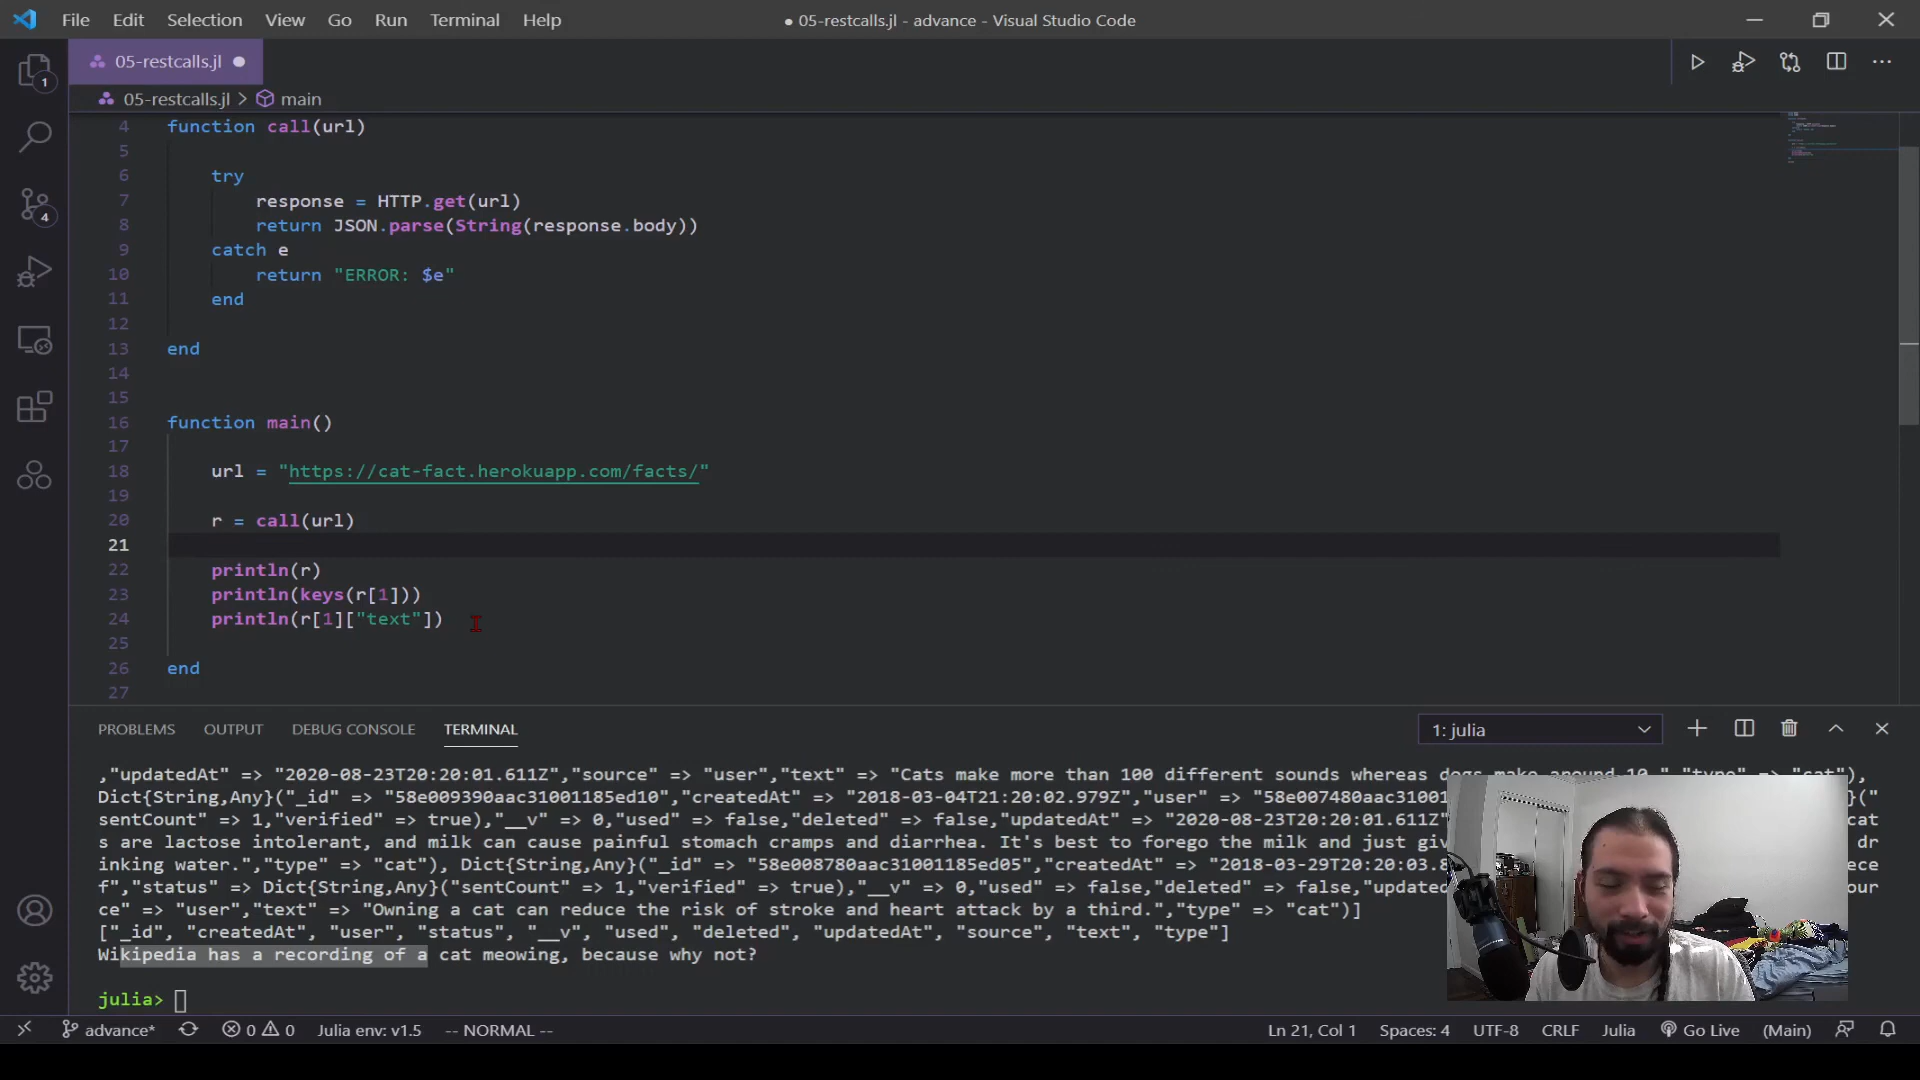 File Edit Selection View Go Run Terminal Help
● 05-restcalls.jl - advance - Visual Studio Code
1
05-restcalls.jl ●
05-restcalls.jl > main
4 function call(url)
5
6 try
7 response = HTTP.get(url)
8 return JSON.parse(String(response.body))
9 catch e
10 return "ERROR: $e"
11 end
12
13 end
14
15
16 function main()
17
18 url = "https://cat-fact.herokuapp.com/facts/"
19
20 r = call(url)
21
22 println(r)
23 println(keys(r[1]))
24 println(r[1]["text"])
25
26 end
27
4
PROBLEMS OUTPUT DEBUG CONSOLE TERMINAL
1: julia
,"updatedAt" => "2020-08-23T20:20:01.611Z","source" => "user","text" => "Cats make more than 100 different sounds whereas dogs make around 10.","type" => "cat"),
Dict{String,Any}("_id" => "58e009390aac31001185ed10","createdAt" => "2018-03-04T21:20:02.979Z","user" => "58e007480aac31001 }("
sentCount" => 1,"verified" => true),"__v" => 0,"used" => false,"deleted" => false,"updatedAt" => "2020-08-23T20:20:01.611Z" cat
s are lactose intolerant, and milk can cause painful stomach cramps and diarrhea. It's best to forego the milk and just giv dr
inking water.","type" => "cat"), Dict{String,Any}("_id" => "58e008780aac31001185ed05","createdAt" => "2018-03-29T20:20:03.8 ece
f","status" => Dict{String,Any}("sentCount" => 1,"verified" => true),"__v" => 0,"used" => false,"deleted" => false,"updated our
ce" => "user","text" => "Owning a cat can reduce the risk of stroke and heart attack by a third.","type" => "cat")]
["_id", "createdAt", "user", "status", "__v", "used", "deleted", "updatedAt", "source", "text", "type"]
Wikipedia has a recording of a cat meowing, because why not?
julia>
advance* 0 0 Julia env: v1.5 -- NORMAL -- Ln 21, Col 1 Spaces: 4 UTF-8 CRLF Julia Go Live (Main)